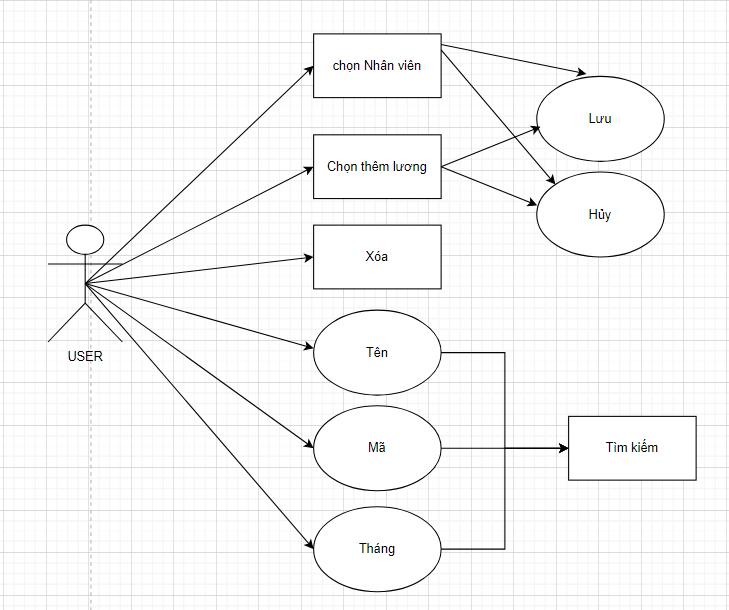 chọn Nhân viên
Lưu
Chọn thêm lương
Hủy
Xóa
USER
Tên
Mã
Tìm kiếm
Tháng